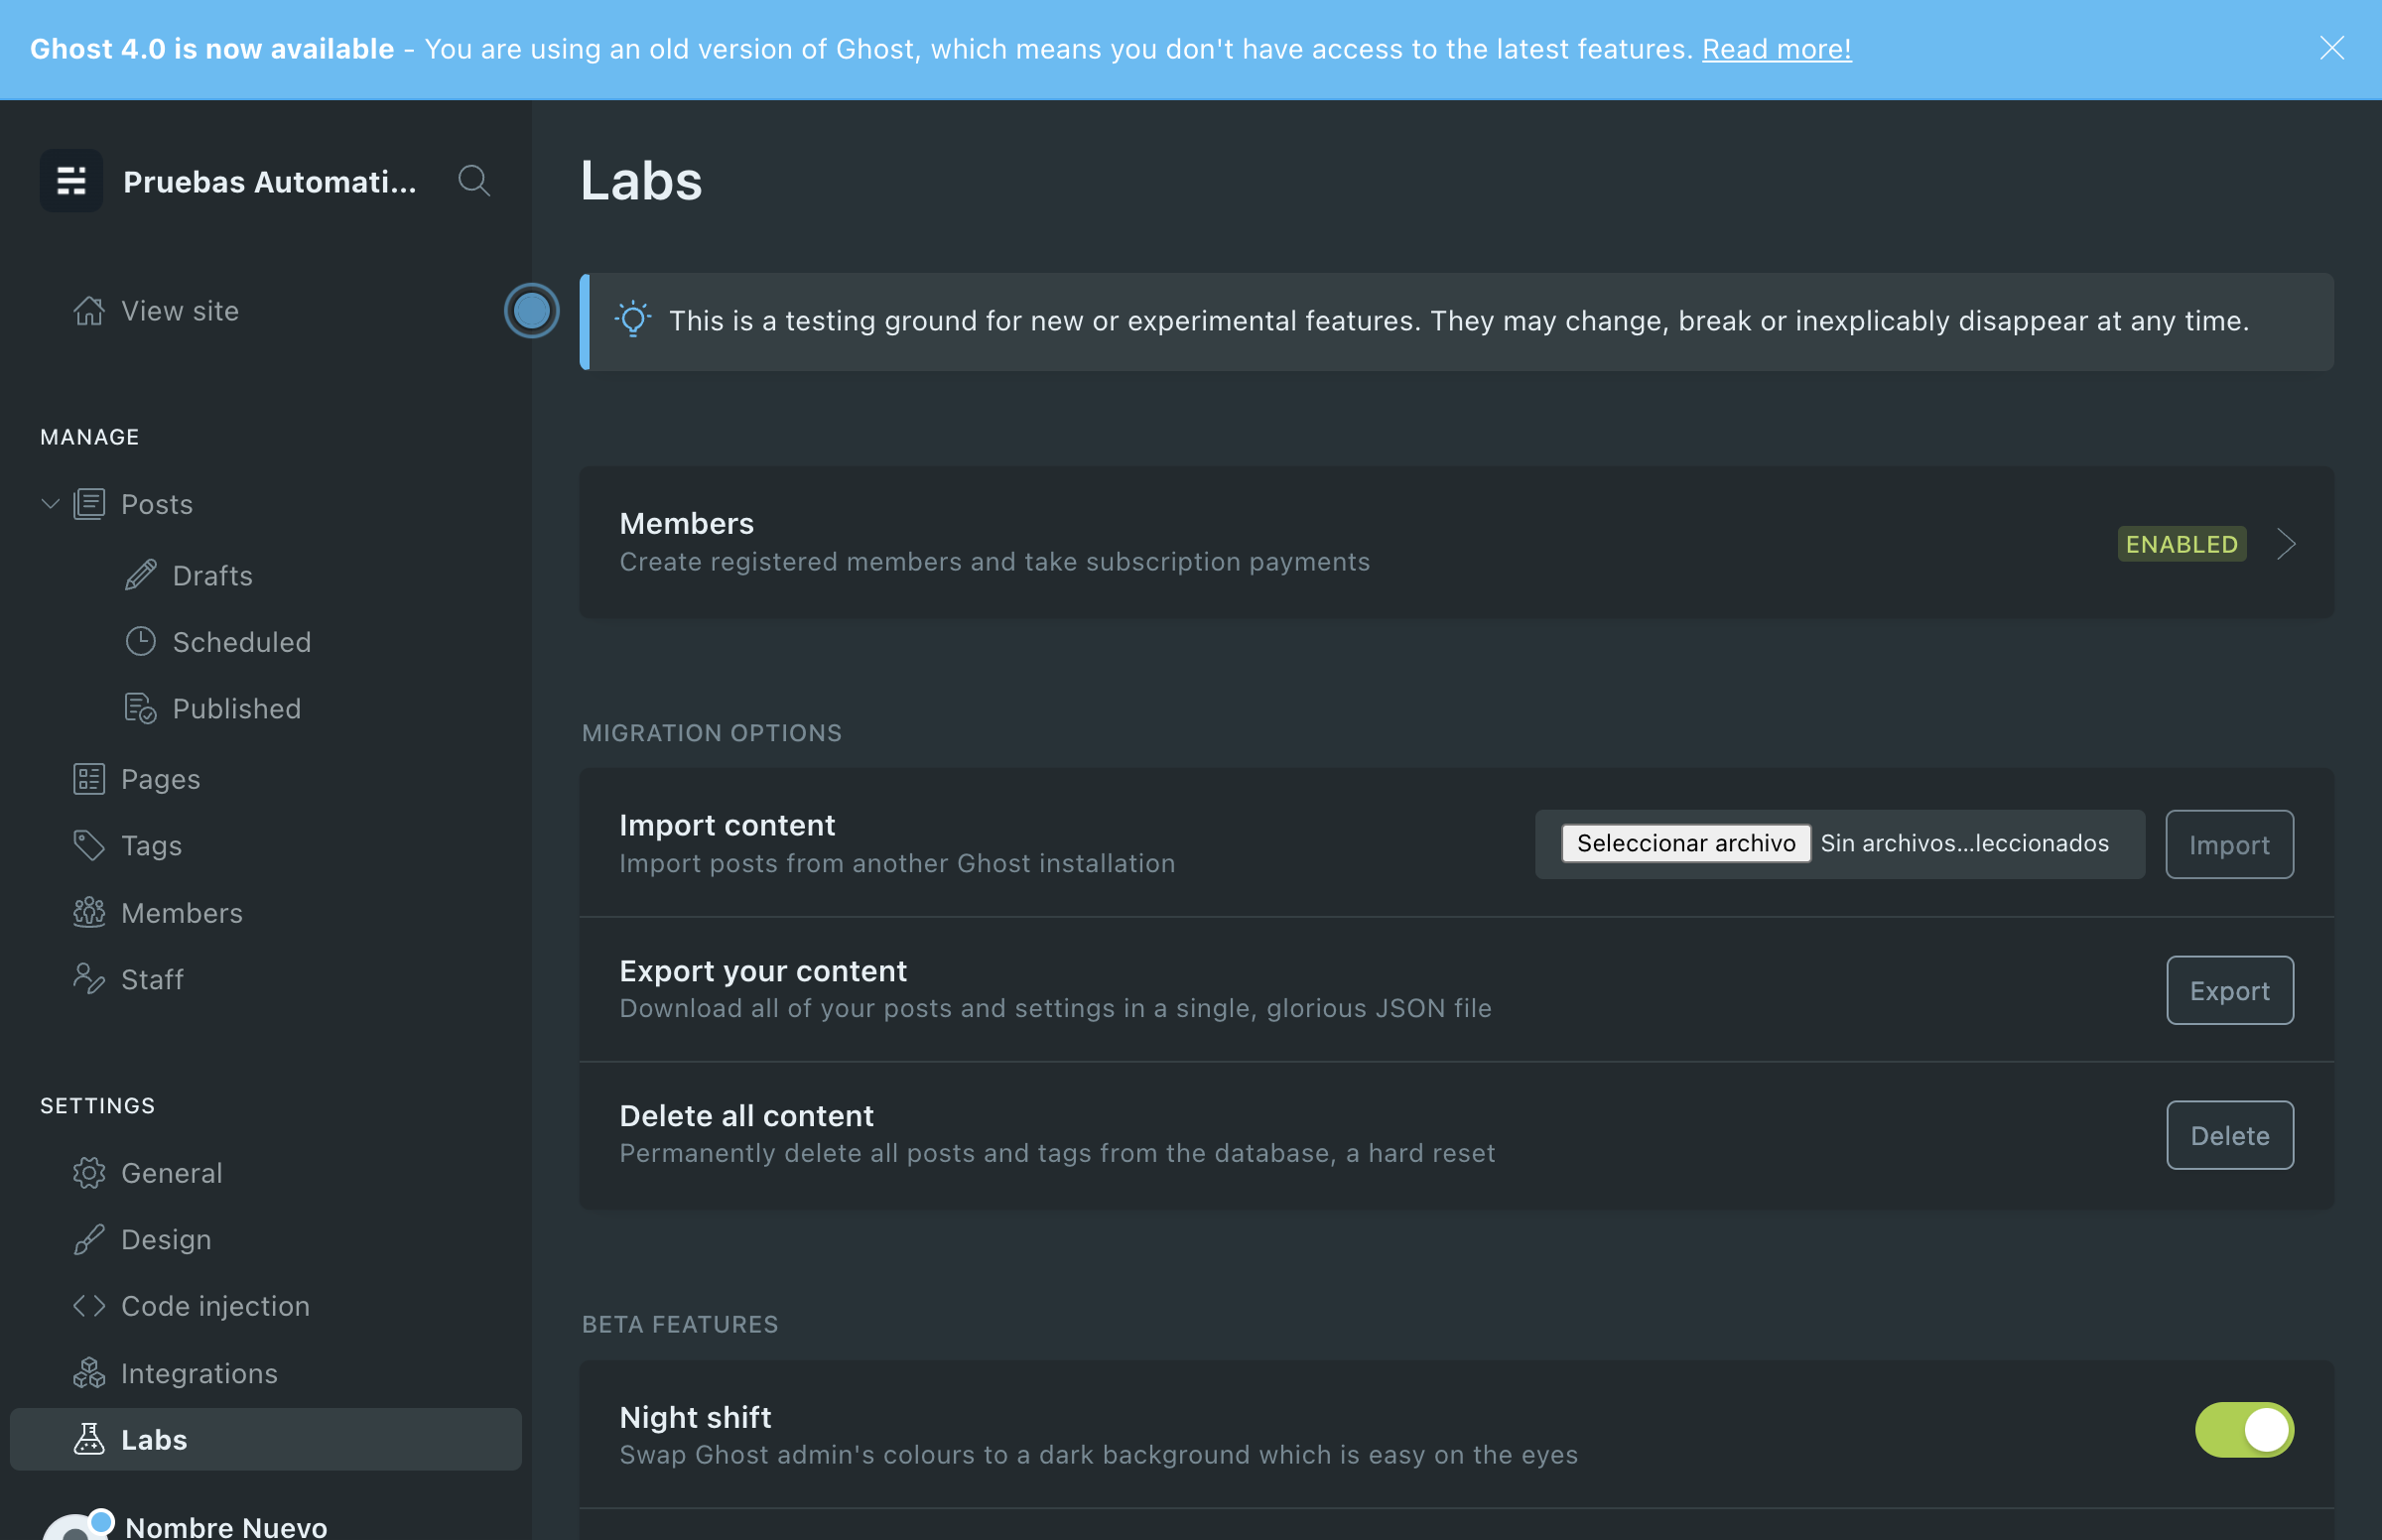 Ghost 4.0 is now available - You are using an old version of Ghost, which means you don't have access to the latest features. Read more!
Pruebas Automati...
View site
MANAGE
Posts
Drafts
Scheduled
Published
Pages
Tags
Members
Staff
SETTINGS
General
Design
Code injection
Integrations
Labs
Nombre Nuevo
Labs
This is a testing ground for new or experimental features. They may change, break or inexplicably disappear at any time.
Members
Create registered members and take subscription payments
ENABLED
MIGRATION OPTIONS
Import content
Import posts from another Ghost installation
Seleccionar archivo Sin archivos...leccionados
Import
Export your content
Download all of your posts and settings in a single, glorious JSON file
Export
Delete all content
Permanently delete all posts and tags from the database, a hard reset
Delete
BETA FEATURES
Night shift
Swap Ghost admin's colours to a dark background which is easy on the eyes